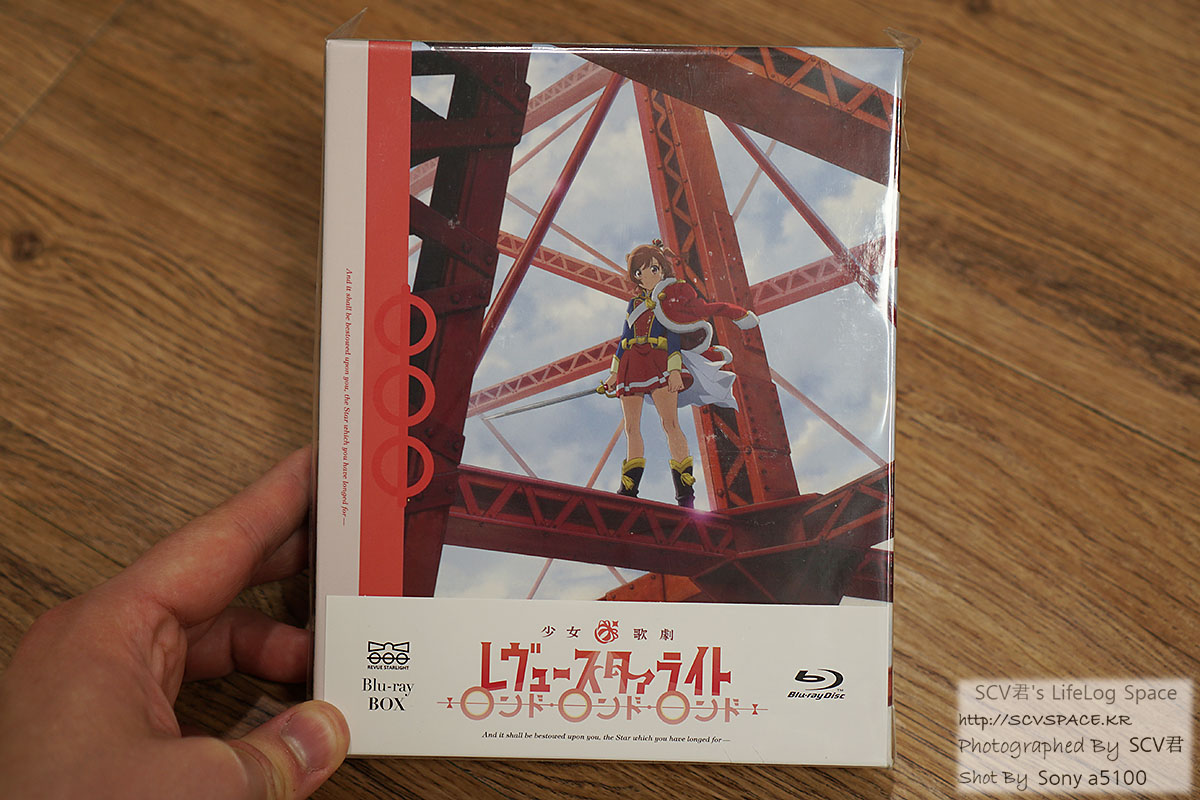 And it shall be bestowed upon you, the Star which you have longed for—
少女 歌劇
レヴュースタァライト
ロンド・ロンド・ロンド
REVUE STARLIGHT
Blu-ray
BOX
Blu-ray Disc
TM
And it shall be bestowed upon you, the Star which you have longed for—
SCV君's LifeLog Space
http://SCVSPACE.KR
Photographed By SCV君
Shot By Sony a5100